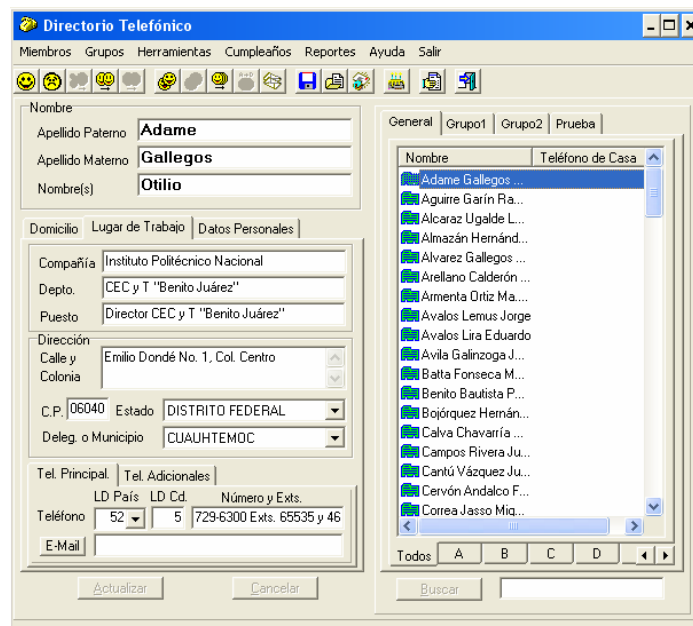 Directorio Telefónico
Miembros Grupos Herramientas Cumpleaños Reportes Ayuda Salir
Nombre
Apellido Paterno Adame
Apellido Materno Gallegos
Nombre(s) Otilio
Domicilio Lugar de Trabajo Datos Personales
Compañía Instituto Politécnico Nacional
Depto. CEC y T "Benito Juárez"
Puesto Director CEC y T "Benito Juárez"
Dirección
Calle y Colonia Emilio Dondé No. 1, Col. Centro
C.P. 06040 Estado DISTRITO FEDERAL
Deleg. o Municipio CUAUHTEMOC
Tel. Principal. Tel. Adicionales
LD País LD Cd. Número y Exts.
Teléfono 52 5 729-6300 Exts. 65535 y 46
E-Mail
Actualizar Cancelar
General Grupo1 Grupo2 Prueba
Nombre Teléfono de Casa
Adame Gallegos ...
Aguirre Garín Ra...
Alcaraz Ugalde L...
Almazán Hernánd...
Alvarez Gallegos ...
Arellano Calderón ...
Armenta Ortiz Ma....
Avalos Lemus Jorge
Avalos Lira Eduardo
Avila Galinzoga J...
Batta Fonseca M...
Benito Bautista P...
Bojórquez Hernán...
Calva Chavarría ...
Campos Rivera Ju...
Cantú Vázquez Ju...
Cervón Andalco F...
Correa Jasso Mig...
Todos A B C D
Buscar